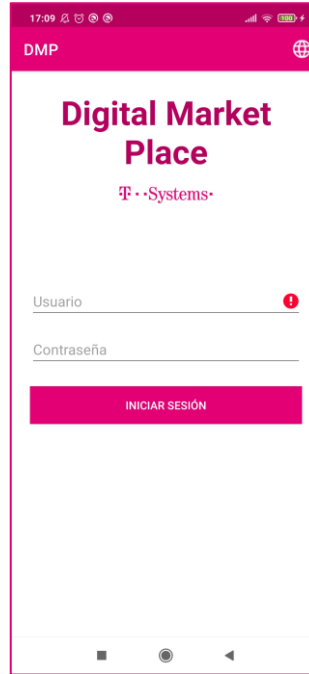 17:09 100
DMP
Digital Market
Place
T · ·Systems·
Usuario !
Contraseña
INICIAR SESIÓN